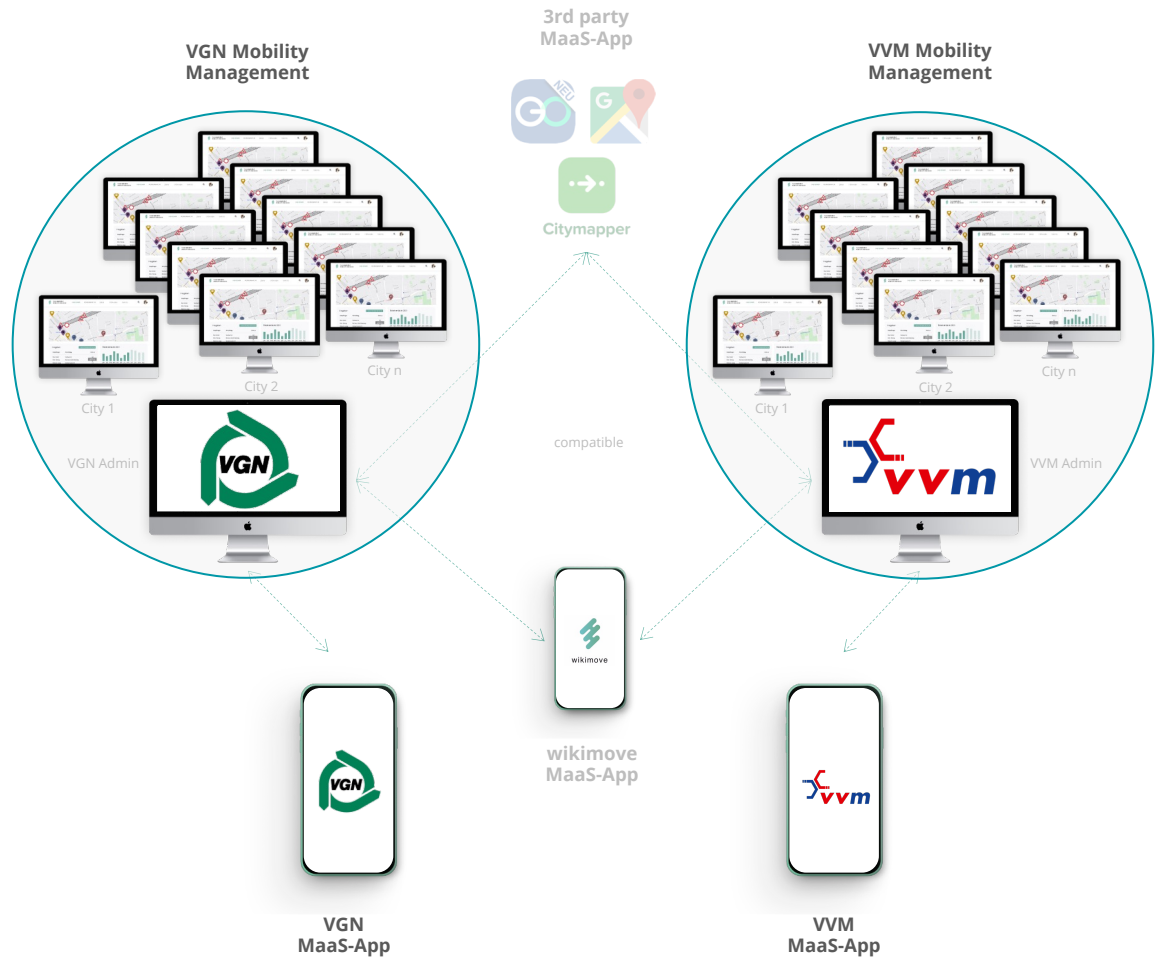 3rd party
MaaS-App
VGN Mobility
Management
VVM Mobility
Management
GO
NEU
G
Citymapper
City 1
City 2
City n
City 1
City 2
City n
VGN Admin
VGN
compatible
vvm
VVM Admin
wikimove
wikimove
MaaS-App
VGN
vvm
VGN
MaaS-App
VVM
MaaS-App